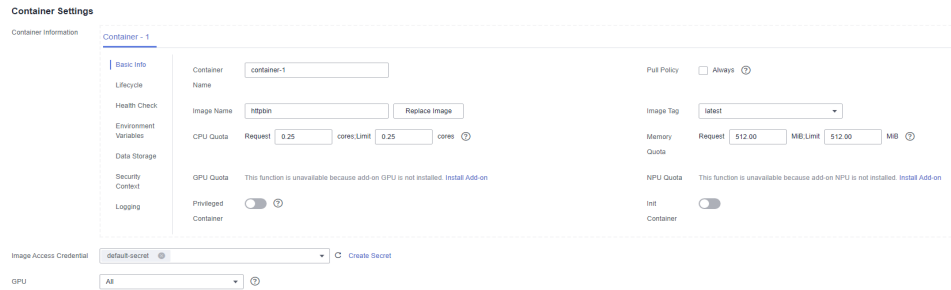 Container Settings
Container Information
Container - 1
Basic Info
Lifecycle
Health Check
Environment
Variables
Data Storage
Security
Context
Logging
Container
Name
container-1
Pull Policy
Always
Image Name
httpbin
Replace Image
Image Tag
latest
CPU Quota
Request 0.25 cores;Limit 0.25 cores
Memory
Quota
Request 512.00 MiB;Limit 512.00 MiB
GPU Quota
This function is unavailable because add-on GPU is not installed. Install Add-on
NPU Quota
This function is unavailable because add-on NPU is not installed. Install Add-on
Privileged
Container
Init
Container
Image Access Credential
default-secret
Create Secret
GPU
All